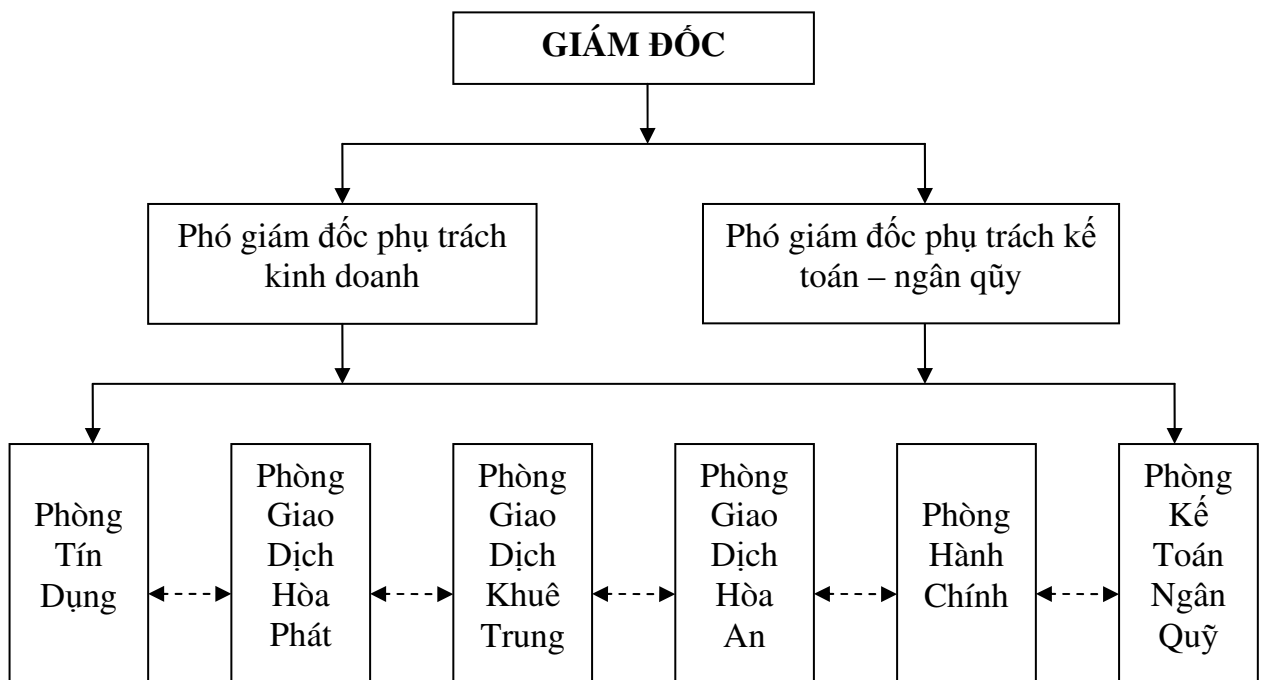 GIÁM ĐỐC
Phó giám đốc phụ trách
kinh doanh
Phó giám đốc phụ trách kế
toán – ngân qũy
Phòng
Tín
Dụng
Phòng
Giao
Dịch
Hòa
Phát
Phòng
Giao
Dịch
Khuê
Trung
Phòng
Giao
Dịch
Hòa
An
Phòng
Hành
Chính
Phòng
Kế
Toán
Ngân
Quỹ